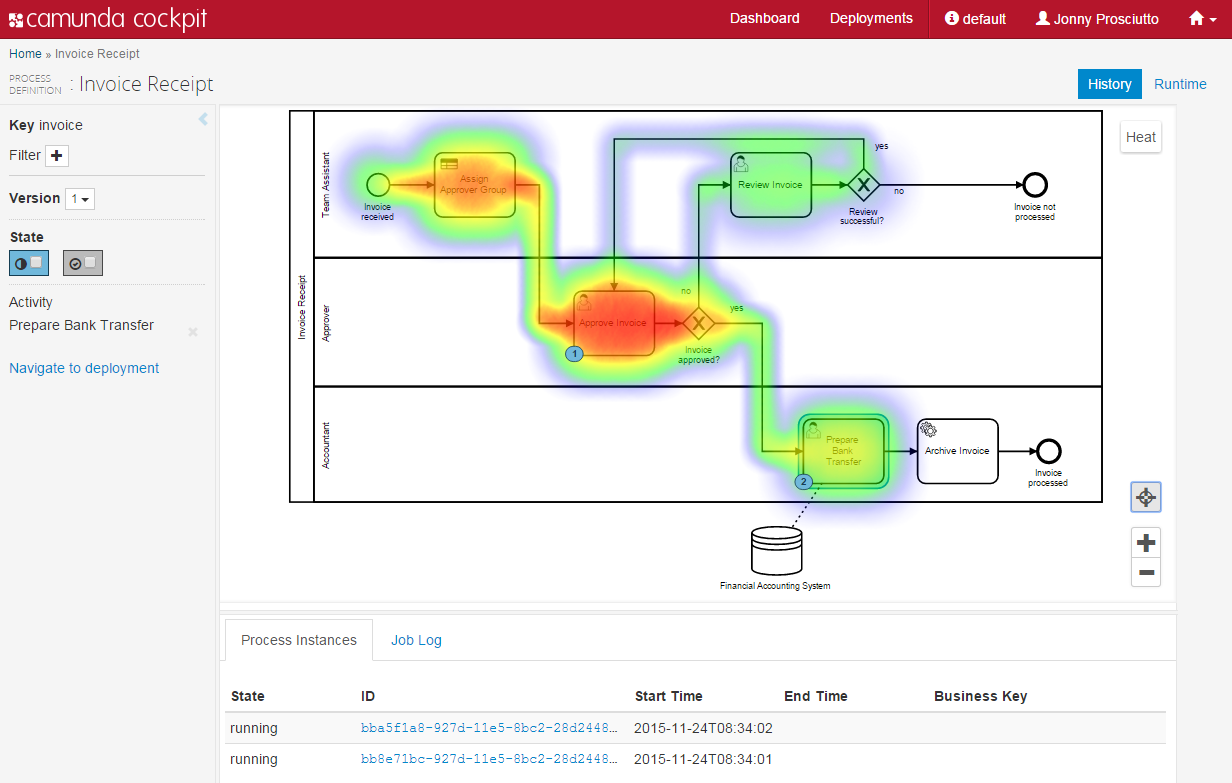 camunda cockpit
Dashboard
Deployments
default
Jonny Prosciutto
Home » Invoice Receipt
PROCESS
DEFINITION : Invoice Receipt
History
Runtime
Key invoice
Filter
Version 1
State
Activity
Prepare Bank Transfer
Navigate to deployment
Heat
Invoice Receipt
Team Assistant
Invoice
received
Assign
Approver Group
Review Invoice
yes
no
Review
successful?
Invoice not
processed
Approver
Approve Invoice
1
no
yes
Invoice
approved?
Accountant
Prepare
Bank
Transfer
2
Archive Invoice
Invoice
processed
Financial Accounting System
Process Instances
Job Log
State ID Start Time End Time Business Key
running bba5f1a8-927d-11e5-8bc2-28d2448... 2015-11-24T08:34:02
running bb8e71bc-927d-11e5-8bc2-28d2448... 2015-11-24T08:34:01